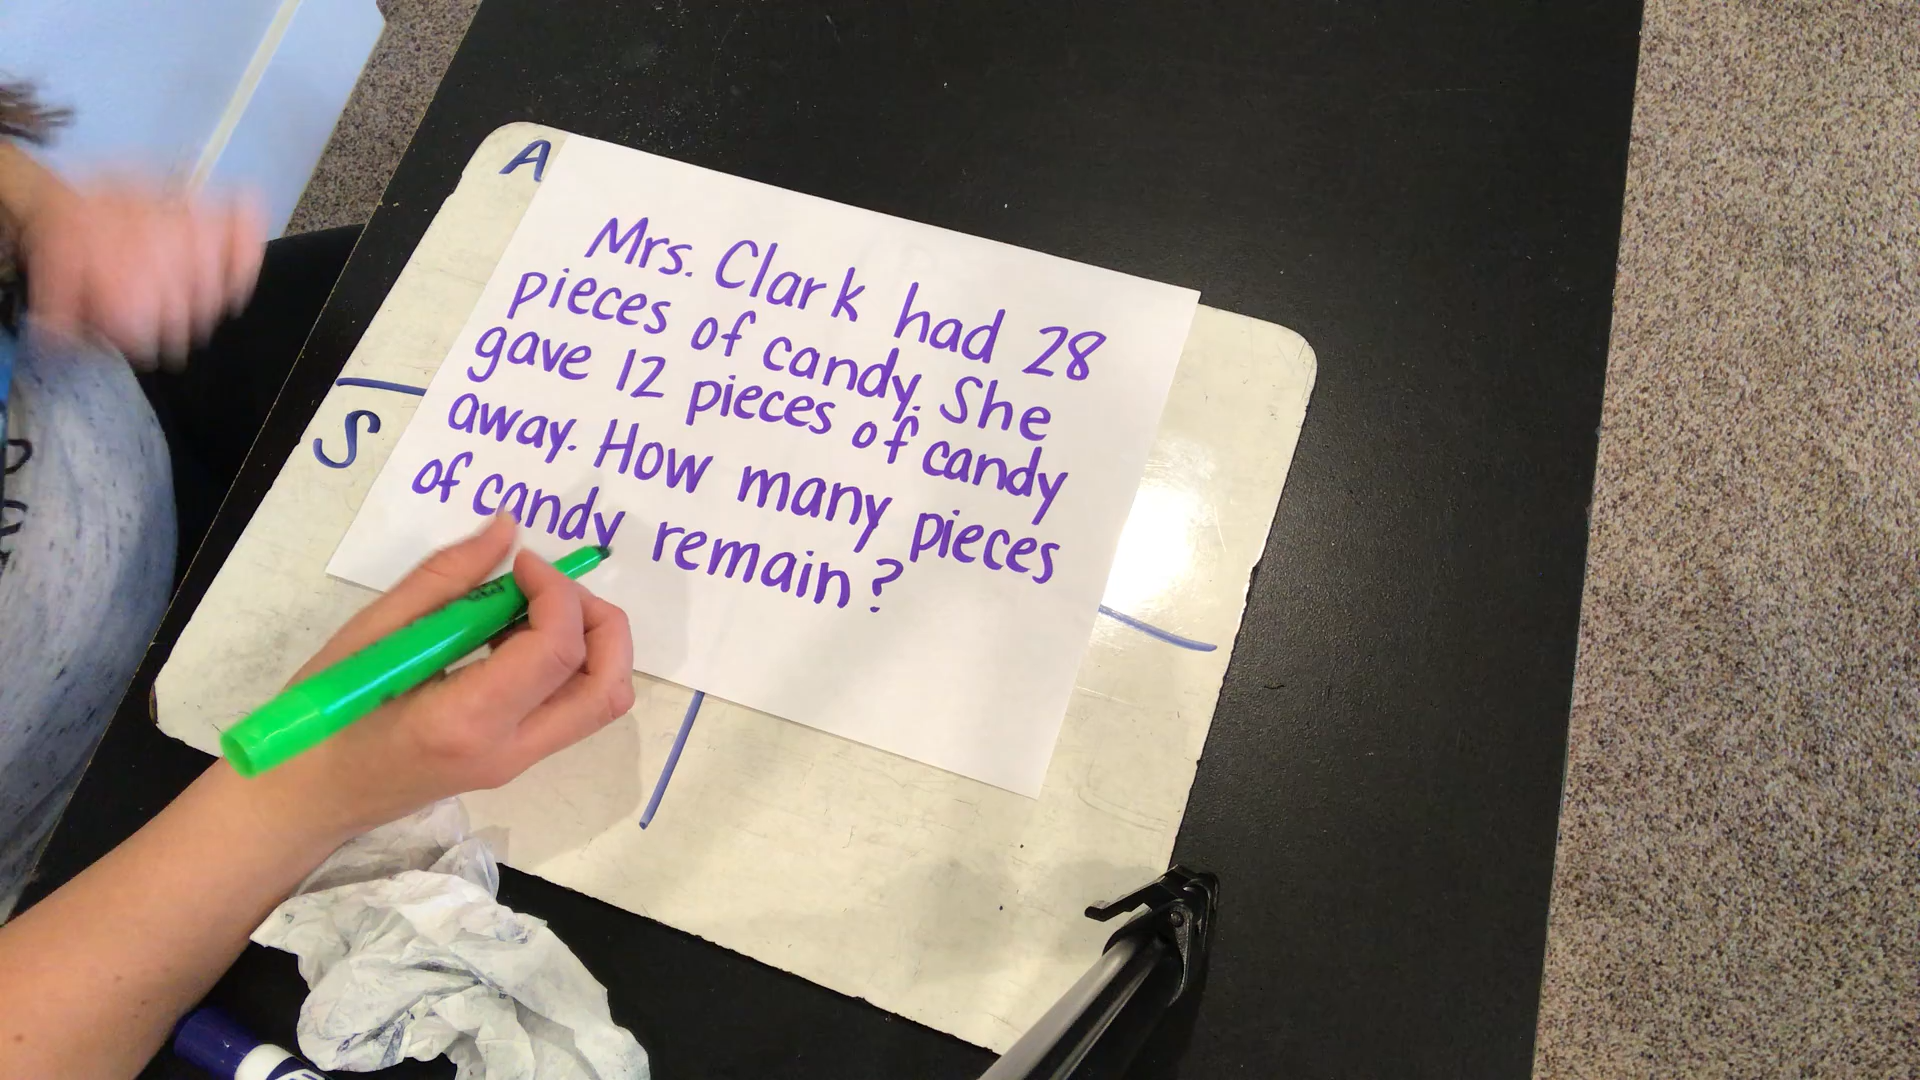 A
Mrs. Clark had 28
pieces of candy. She
gave 12 pieces of candy
away. How many pieces
of candy remain?
S